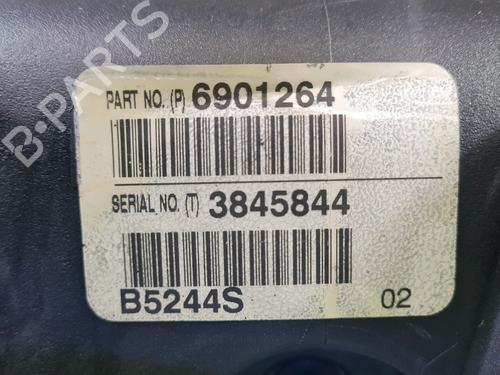 B-PARTS
PART NO. (P) 6901264
SERIAL NO. (T) 3845844
B5244S 02